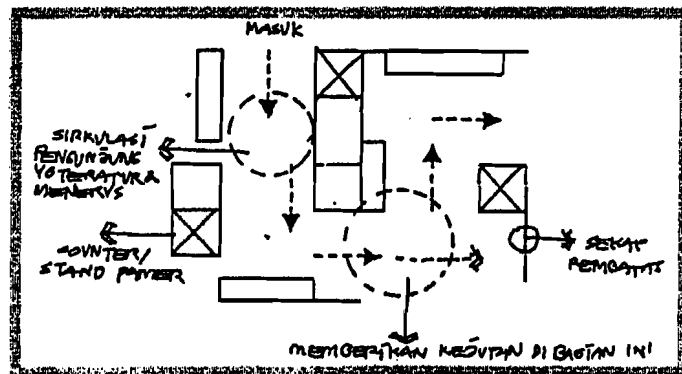 MASUK
SIRKULASI
PENGUNJUNG
YG TERATUR &
MENERUS
COUNTER/
STAND PAMER
SEKAT
PEMBATAS
MEMBERIKAN KEJUTAN DI BAGIAN INI